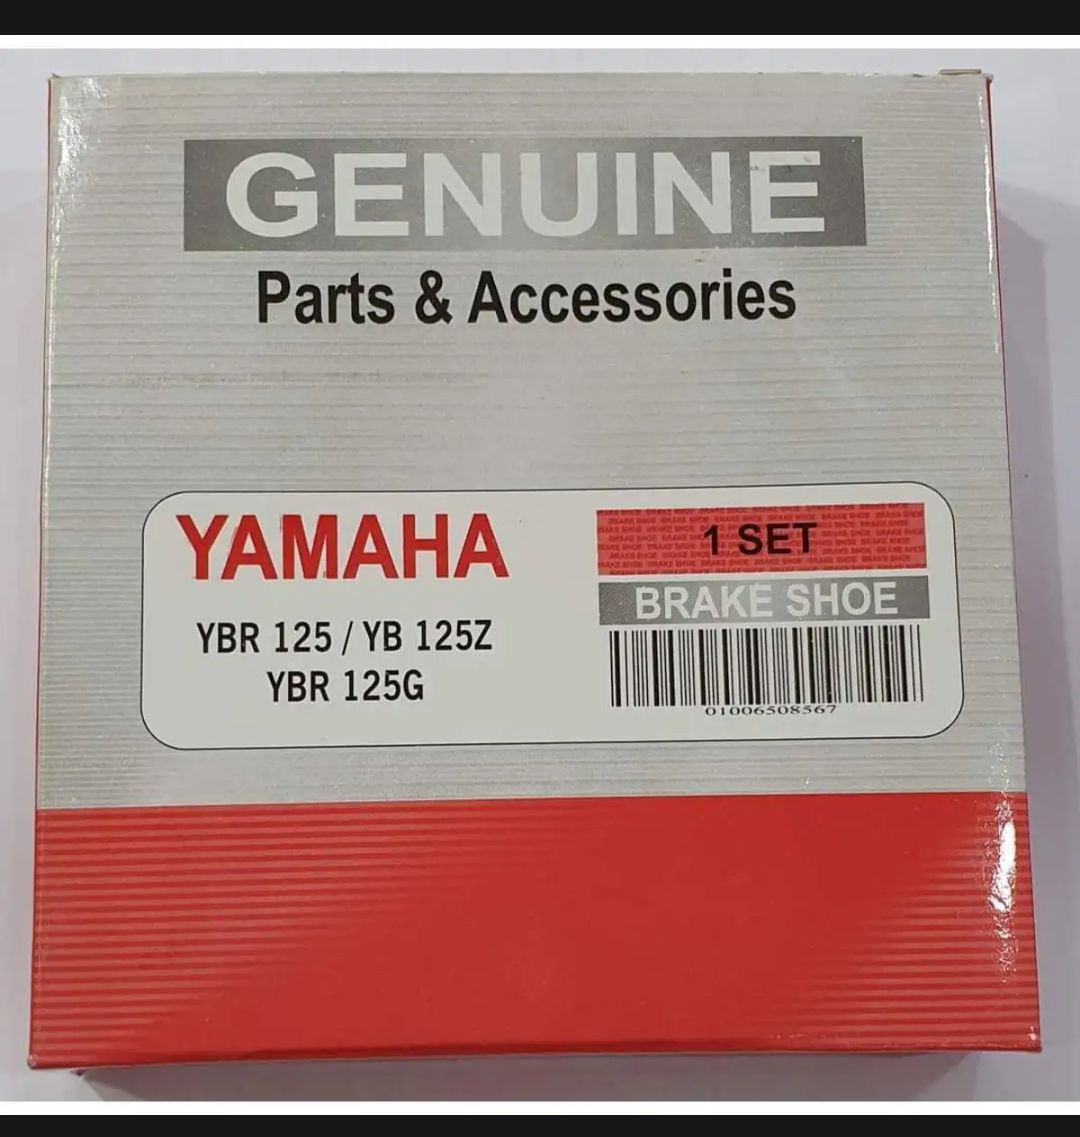 GENUINE
Parts & Accessories
YAMAHA
YBR 125 / YB 125Z
YBR 125G
1 SET
BRAKE SHOE
01006508567